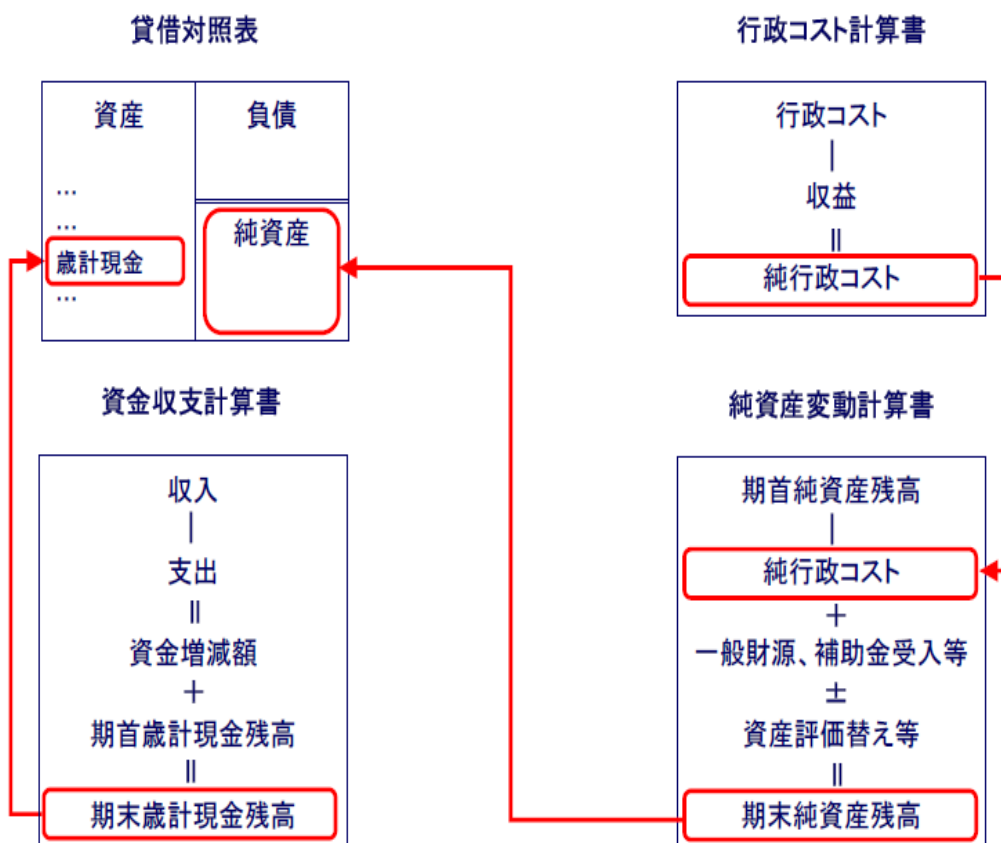 貸借対照表
資産
負債
…
…
歳計現金
…
純資産
行政コスト計算書
行政コスト
|
収益
||
純行政コスト
資金収支計算書
収入
|
支出
||
資金増減額
+
期首歳計現金残高
||
期末歳計現金残高
純資産変動計算書
期首純資産残高
|
純行政コスト
+
一般財源、補助金受入等
±
資産評価替え等
||
期末純資産残高